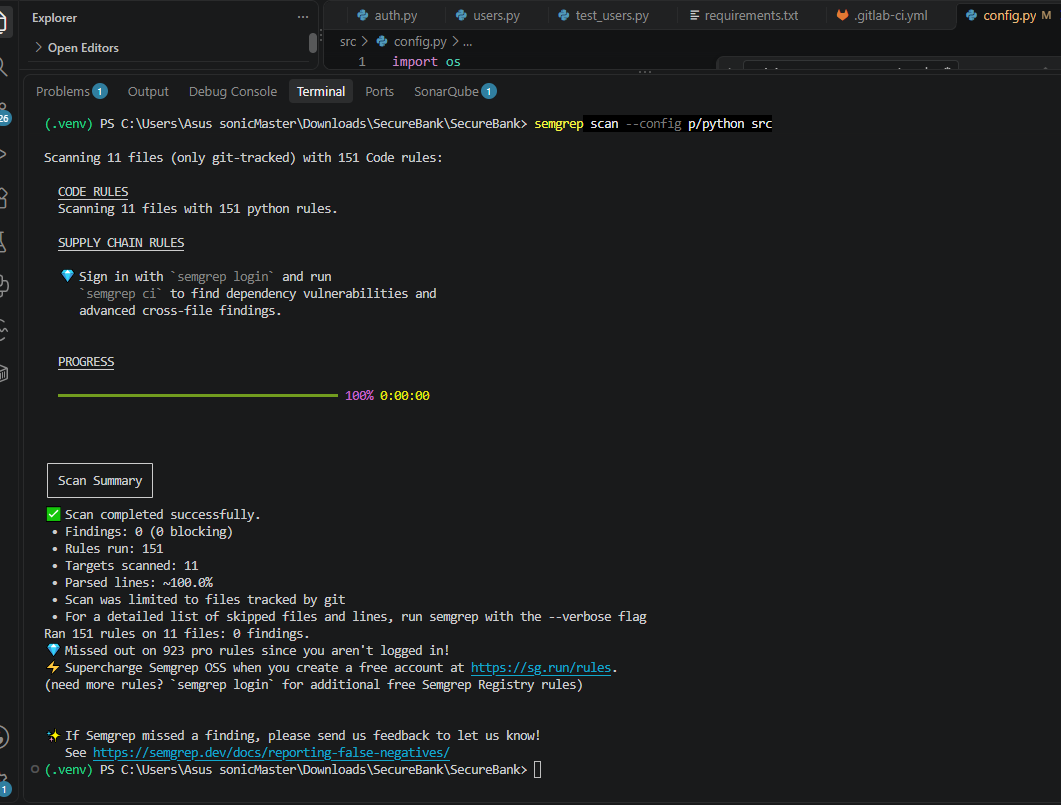 Explorer ...
auth.py users.py test_users.py requirements.txt .gitlab-ci.yml config.py M
Open Editors
src > config.py > ...
1 import os
Problems 1 Output Debug Console Terminal Ports SonarQube 1
26
(.venv) PS C:\Users\Asus sonicMaster\Downloads\SecureBank\SecureBank> semgrep scan --config p/python src
Scanning 11 files (only git-tracked) with 151 Code rules:
CODE RULES
Scanning 11 files with 151 python rules.
SUPPLY CHAIN RULES
💎 Sign in with `semgrep login` and run
`semgrep ci` to find dependency vulnerabilities and
advanced cross-file findings.
PROGRESS
100% 0:00:00
Scan Summary
✅ Scan completed successfully.
• Findings: 0 (0 blocking)
• Rules run: 151
• Targets scanned: 11
• Parsed lines: ~100.0%
• Scan was limited to files tracked by git
• For a detailed list of skipped files and lines, run semgrep with the --verbose flag
Ran 151 rules on 11 files: 0 findings.
💎 Missed out on 923 pro rules since you aren't logged in!
⚡ Supercharge Semgrep OSS when you create a free account at https://sg.run/rules.
(need more rules? `semgrep login` for additional free Semgrep Registry rules)
✨ If Semgrep missed a finding, please send us feedback to let us know!
See https://semgrep.dev/docs/reporting-false-negatives/
(.venv) PS C:\Users\Asus sonicMaster\Downloads\SecureBank\SecureBank>
1